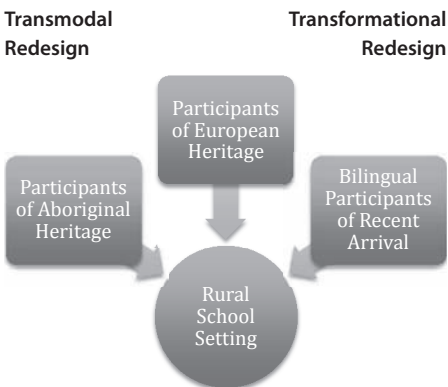 Transmodal
Redesign
Transformational
Redesign
Participants
of European
Heritage
Participants
of Aboriginal
Heritage
Bilingual
Participants
of Recent
Arrival
Rural
School
Setting